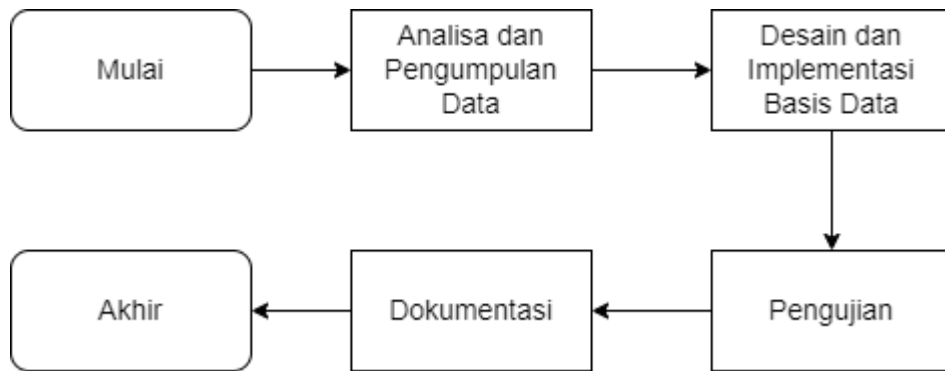 Mulai
Analisa dan
Pengumpulan
Data
Desain dan
Implementasi
Basis Data
Pengujian
Dokumentasi
Akhir